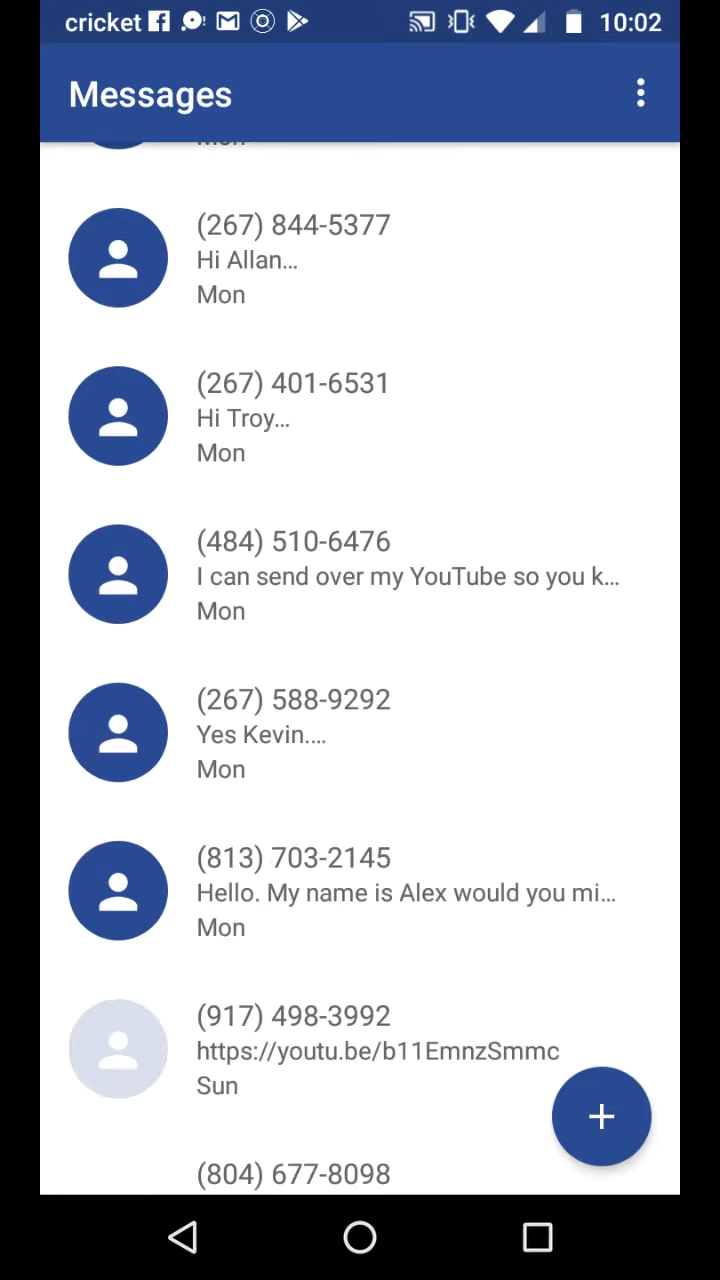 cricket 10:02
Messages
Mon
(267) 844-5377
Hi Allan…
Mon
(267) 401-6531
Hi Troy…
Mon
(484) 510-6476
I can send over my YouTube so you k…
Mon
(267) 588-9292
Yes Kevin.…
Mon
(813) 703-2145
Hello. My name is Alex would you mi…
Mon
(917) 498-3992
https://youtu.be/b11EmnzSmmc
Sun
(804) 677-8098